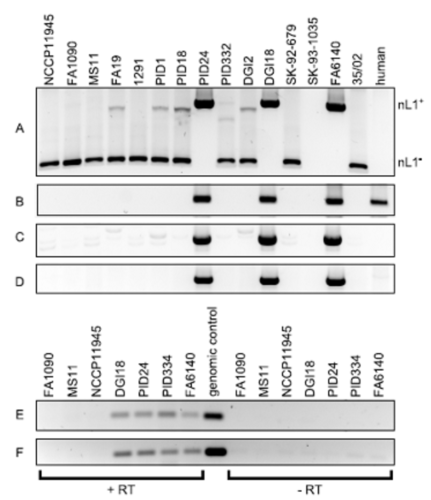 NCCP11945
FA1090
MS11
FA19
1291
PID1
PID18
PID24
PID332
DGI2
DGI18
SK-92-679
SK-93-1035
FA6140
35/02
human
A
nL1+
nL1-
B
C
D
FA1090
MS11
NCCP11945
DGI18
PID24
PID334
FA6140
genomic control
FA1090
MS11
NCCP11945
DGI18
PID24
PID334
FA6140
E
F
+ RT
- RT